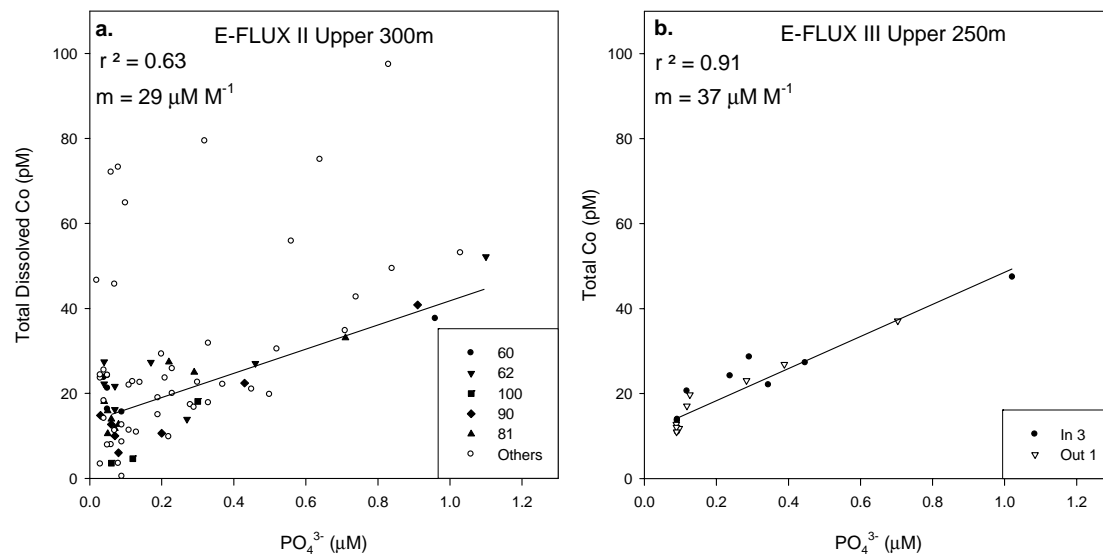 a.
E-FLUX II Upper 300m
r ² = 0.63
m = 29 μM M⁻¹
Total Dissolved Co (pM)
100
80
60
40
20
0
0.0 0.2 0.4 0.6 0.8 1.0 1.2
PO₄³⁻ (μM)
60
62
100
90
81
Others
b.
E-FLUX III Upper 250m
r ² = 0.91
m = 37 μM M⁻¹
Total Co (pM)
100
80
60
40
20
0
0.0 0.2 0.4 0.6 0.8 1.0 1.2
PO₄³⁻ (μM)
In 3
Out 1